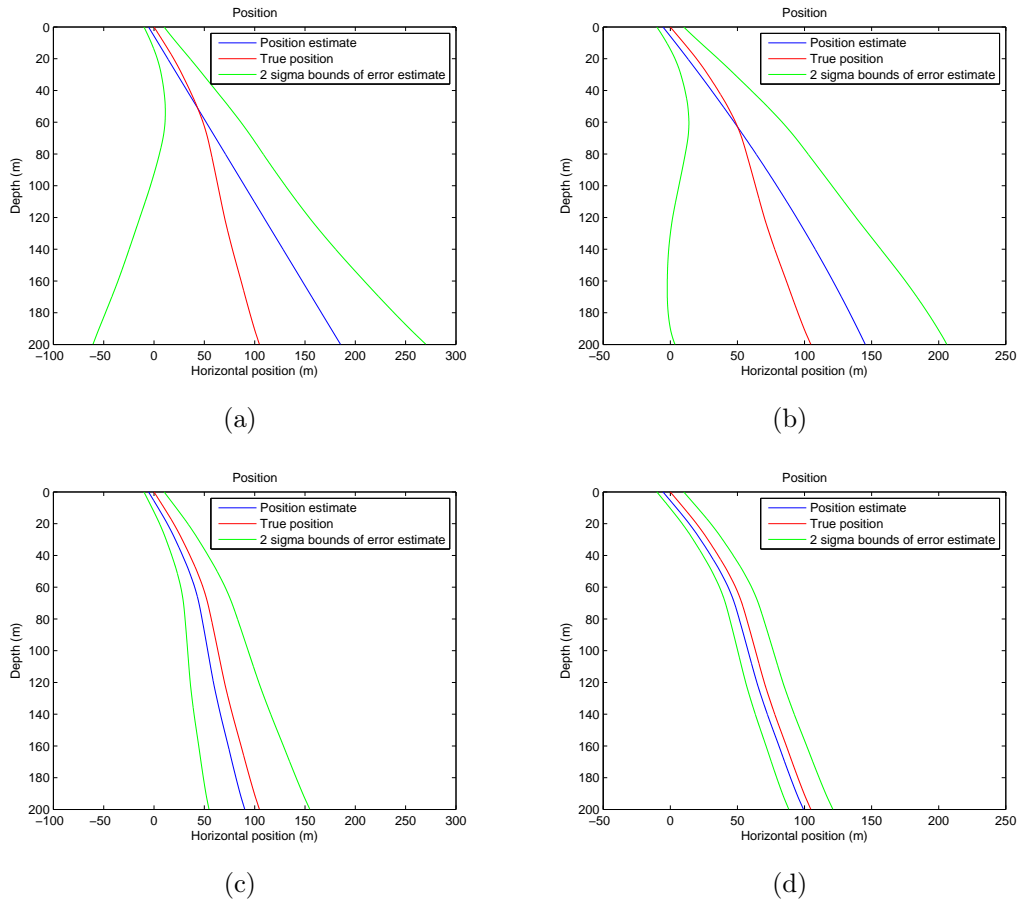 Position
Position estimate
True position
2 sigma bounds of error estimate
0
20
40
60
80
100
120
140
160
180
200
Depth (m)
−100 −50 0 50 100 150 200 250 300
Horizontal position (m)
(a)
Position
Position estimate
True position
2 sigma bounds of error estimate
0
20
40
60
80
100
120
140
160
180
200
Depth (m)
−50 0 50 100 150 200 250
Horizontal position (m)
(b)
Position
Position estimate
True position
2 sigma bounds of error estimate
0
20
40
60
80
100
120
140
160
180
200
Depth (m)
−100 −50 0 50 100 150 200 250 300
Horizontal position (m)
(c)
Position
Position estimate
True position
2 sigma bounds of error estimate
0
20
40
60
80
100
120
140
160
180
200
Depth (m)
−50 0 50 100 150 200 250
Horizontal position (m)
(d)